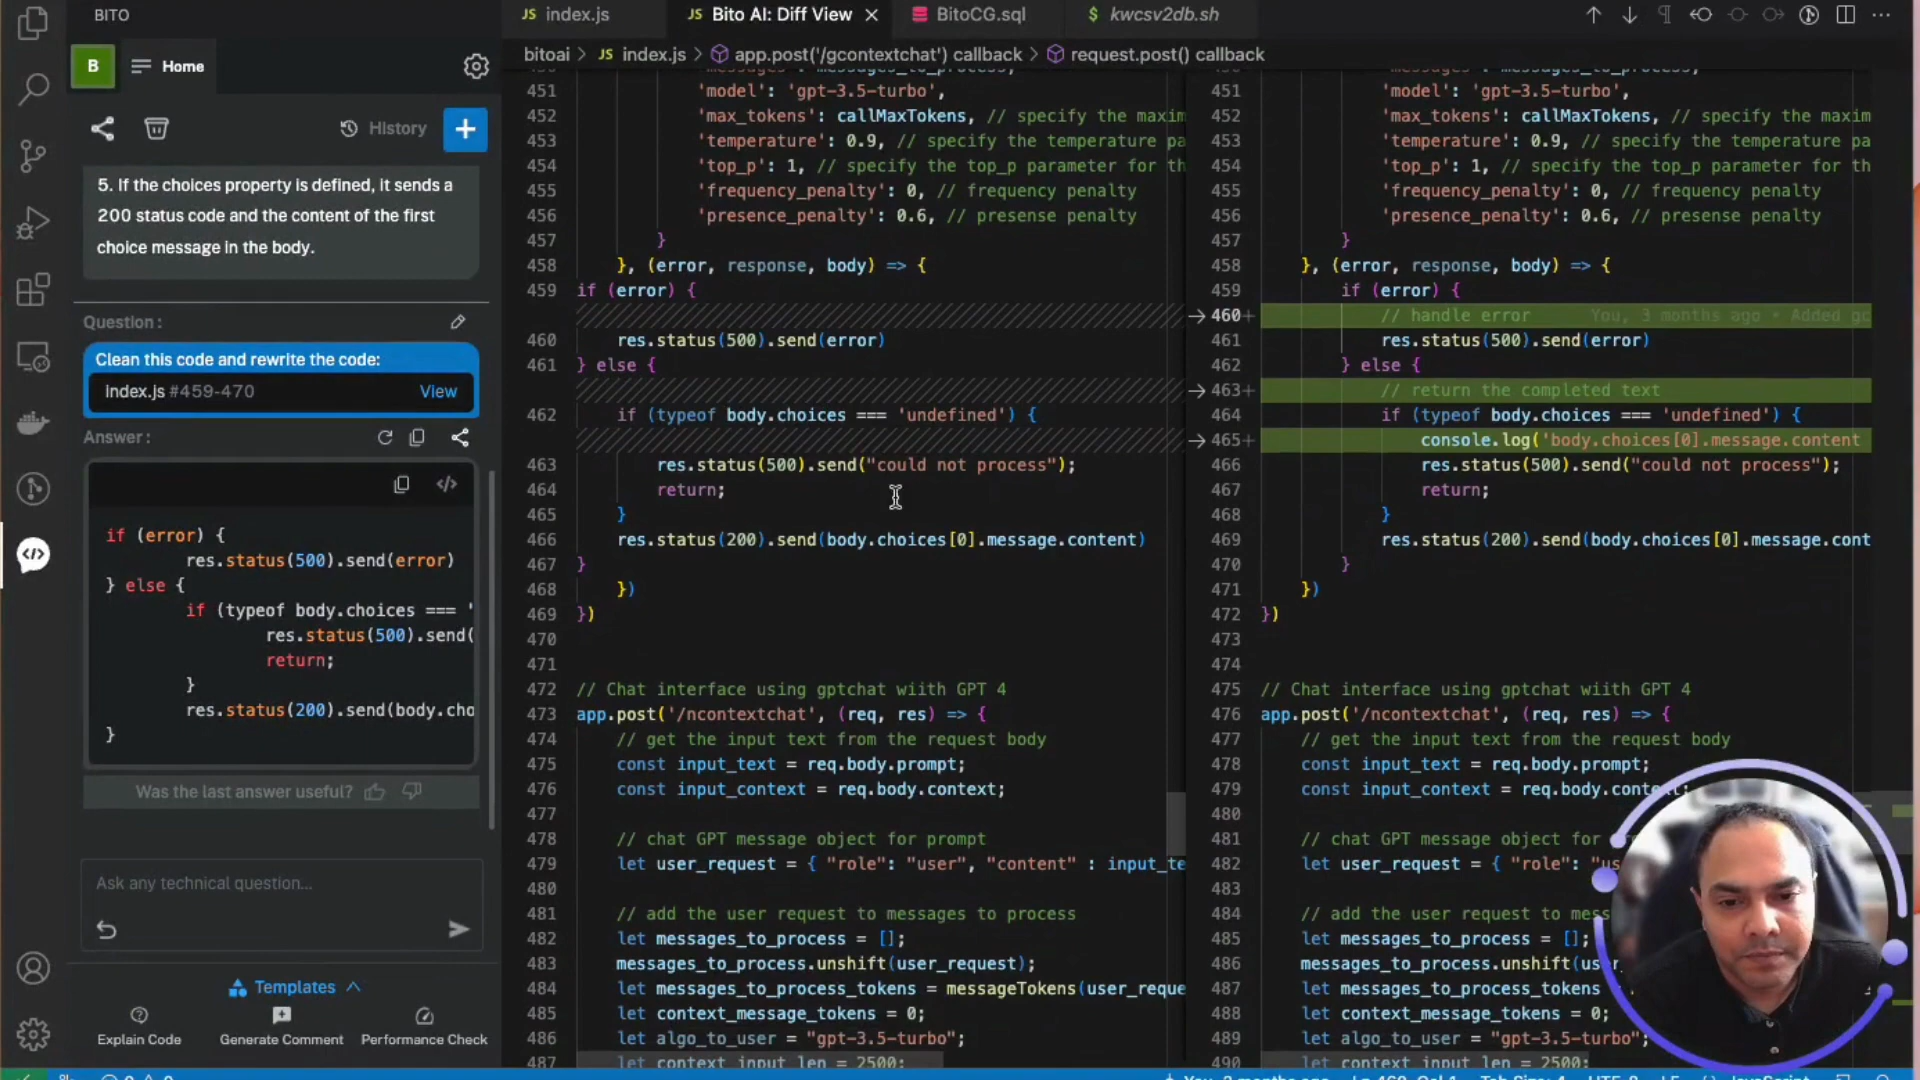 BITO
B
Home
History
5. If the choices property is defined, it sends a
200 status code and the content of the first
choice message in the body.
Question :
Clean this code and rewrite the code:
index.js #459-470
View
Answer :
if (error) {
res.status(500).send(error)
} else {
if (typeof body.choices === '
res.status(500).send(
return;
}
res.status(200).send(body.cho
}
Was the last answer useful?
Ask any technical question...
Templates
Explain Code
Generate Comment
Performance Check
JS index.js
JS Bito AI: Diff View
BitoCG.sql
$ kwcsv2db.sh
bitoai > JS index.js > app.post('/gcontextchat') callback > request.post() callback
451 'model': 'gpt-3.5-turbo',
452 'max_tokens': callMaxTokens, // specify the maxim
453 'temperature': 0.9, // specify the temperature pa
454 'top_p': 1, // specify the top_p parameter for th
455 'frequency_penalty': 0, // frequency penalty
456 'presence_penalty': 0.6, // presense penalty
457 }
458 }, (error, response, body) => {
459 if (error) {
460 res.status(500).send(error)
461 } else {
462 if (typeof body.choices === 'undefined') {
463 res.status(500).send("could not process");
464 return;
465 }
466 res.status(200).send(body.choices[0].message.content)
467 }
468 })
469 })
470
471
472 // Chat interface using gptchat wiith GPT 4
473 app.post('/ncontextchat', (req, res) => {
474 // get the input text from the request body
475 const input_text = req.body.prompt;
476 const input_context = req.body.context;
477
478 // chat GPT message object for prompt
479 let user_request = { "role": "user", "content" : input_te
480
481 // add the user request to messages to process
482 let messages_to_process = [];
483 messages_to_process.unshift(user_request);
484 let messages_to_process_tokens = messageTokens(user_reque
485 let context_message_tokens = 0;
486 let algo_to_user = "gpt-3.5-turbo";
487 let context_input_len = 2500;
451 'model': 'gpt-3.5-turbo',
452 'max_tokens': callMaxTokens, // specify the maxim
453 'temperature': 0.9, // specify the temperature pa
454 'top_p': 1, // specify the top_p parameter for th
455 'frequency_penalty': 0, // frequency penalty
456 'presence_penalty': 0.6, // presense penalty
457 }
458 }, (error, response, body) => {
459 if (error) {
460 + // handle error You, 3 months ago • Added gc
461 res.status(500).send(error)
462 } else {
463 + // return the completed text
464 if (typeof body.choices === 'undefined') {
465 + console.log('body.choices[0].message.content
466 res.status(500).send("could not process");
467 return;
468 }
469 res.status(200).send(body.choices[0].message.cont
470 }
471 })
472 })
473
474
475 // Chat interface using gptchat wiith GPT 4
476 app.post('/ncontextchat', (req, res) => {
477 // get the input text from the request body
478 const input_text = req.body.prompt;
479 const input_context = req.body.context;
480
481 // chat GPT message object for
482 let user_request = { "role": "us
483
484 // add the user request to mess
485 let messages_to_process = [];
486 messages_to_process.unshift(use
487 let messages_to_process_tokens
488 let context_message_tokens = 0;
489 let algo_to_user = "gpt-3.5-turbo";
490 let context_input_len = 2500;